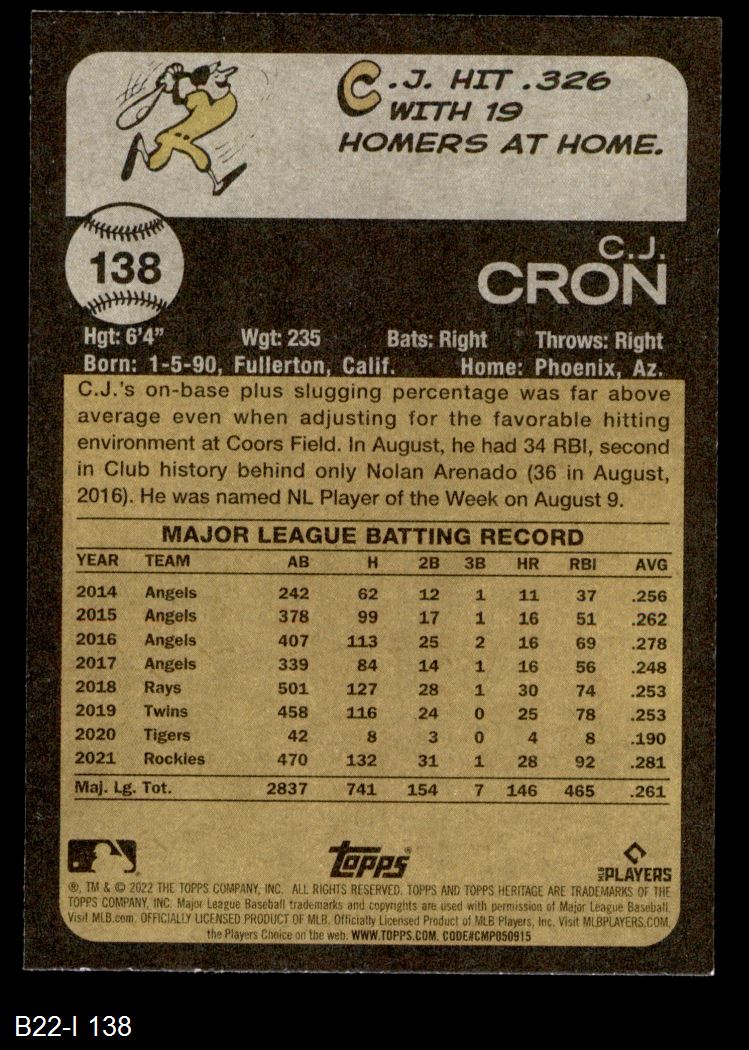 C.J. HIT .326
WITH 19
HOMERS AT HOME.
138
C.J.
CRON
Hgt: 6'4” Wgt: 235 Bats: Right Throws: Right
Born: 1-5-90, Fullerton, Calif. Home: Phoenix, Az.
C.J.'s on-base plus slugging percentage was far above
average even when adjusting for the favorable hitting
environment at Coors Field. In August, he had 34 RBI, second
in Club history behind only Nolan Arenado (36 in August,
2016). He was named NL Player of the Week on August 9.
MAJOR LEAGUE BATTING RECORD
YEAR TEAM AB H 2B 3B HR RBI AVG
2014 Angels 242 62 12 1 11 37 .256
2015 Angels 378 99 17 1 16 51 .262
2016 Angels 407 113 25 2 16 69 .278
2017 Angels 339 84 14 1 16 56 .248
2018 Rays 501 127 28 1 30 74 .253
2019 Twins 458 116 24 0 25 78 .253
2020 Tigers 42 8 3 0 4 8 .190
2021 Rockies 470 132 31 1 28 92 .281
Maj. Lg. Tot. 2837 741 154 7 146 465 .261
Topps®
MLB PLAYERS
®, TM & © 2022 THE TOPPS COMPANY, INC. ALL RIGHTS RESERVED. TOPPS AND TOPPS HERITAGE ARE TRADEMARKS OF THE
TOPPS COMPANY, INC. Major League Baseball trademarks and copyrights are used with permission of Major League Baseball.
Visit MLB.com. OFFICIALLY LICENSED PRODUCT OF MLB. Officially Licensed Product of MLB Players, Inc. Visit MLBPLAYERS.COM,
the Players Choice on the web. WWW.TOPPS.COM. CODE#CMP050915
B22-I 138